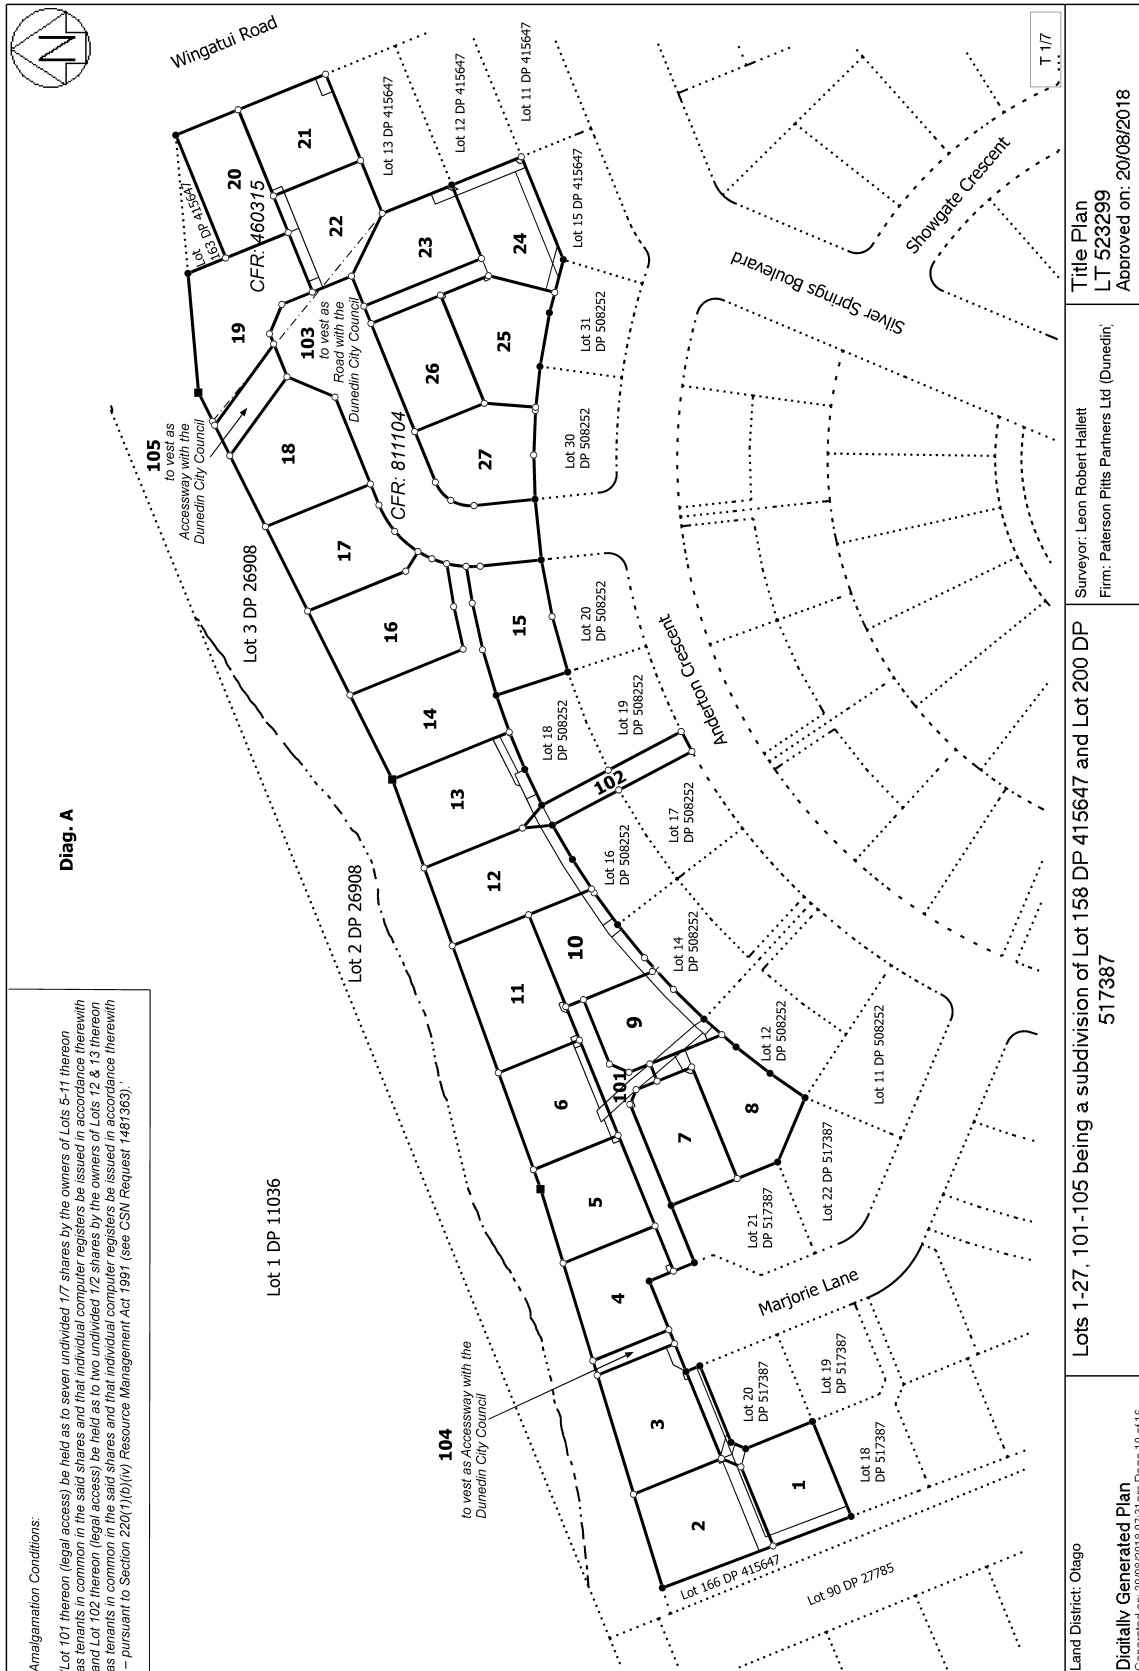 N
Wingatui Road
T 1/7
Diag. A
Amalgamation Conditions:
'Lot 101 thereon (legal access) be held as to seven undivided 1/7 shares by the owners of Lots 5-11 thereon
as tenants in common in the said shares and that individual computer registers be issued in accordance therewith
and Lot 102 thereon (legal access) be held as to two undivided 1/2 shares by the owners of Lots 12 & 13 thereon
as tenants in common in the said shares and that individual computer registers be issued in accordance therewith
– pursuant to Section 220(1)(b)(iv) Resource Management Act 1991 (see CSN Request 1481363).'
Lot 1 DP 11036
Lot 2 DP 26908
Lot 3 DP 26908
105
to vest as
Accessway with the
Dunedin City Council
104
to vest as Accessway with the
Dunedin City Council
103
to vest as
Road with the
Dunedin City Council
CFR: 460315
CFR: 811104
Lot
163 DP 415647
1
2
3
4
5
6
7
8
9
10
11
12
13
14
15
16
17
18
19
20
21
22
23
24
25
26
27
101
102
Lot 13 DP 415647
Lot 12 DP 415647
Lot 11 DP 415647
Lot 15 DP 415647
Lot 31
DP 508252
Lot 30
DP 508252
Lot 20
DP 508252
Lot 19
DP 508252
Lot 18
DP 508252
Lot 17
DP 508252
Lot 16
DP 508252
Lot 14
DP 508252
Lot 12
DP 508252
Lot 11 DP 508252
Lot 22 DP 517387
Lot 21
DP 517387
Lot 20
DP 517387
Lot 19
DP 517387
Lot 18
DP 517387
Lot 166 DP 415647
Lot 90 DP 27785
Marjorie Lane
Anderton Crescent
Silver Springs Boulevard
Showgate Crescent
Land District: Otago
Digitally Generated Plan
Lots 1-27, 101-105 being a subdivision of Lot 158 DP 415647 and Lot 200 DP
517387
Surveyor: Leon Robert Hallett
Firm: Paterson Pitts Partners Ltd (Dunedin)
Title Plan
LT 523299
Approved on: 20/08/2018